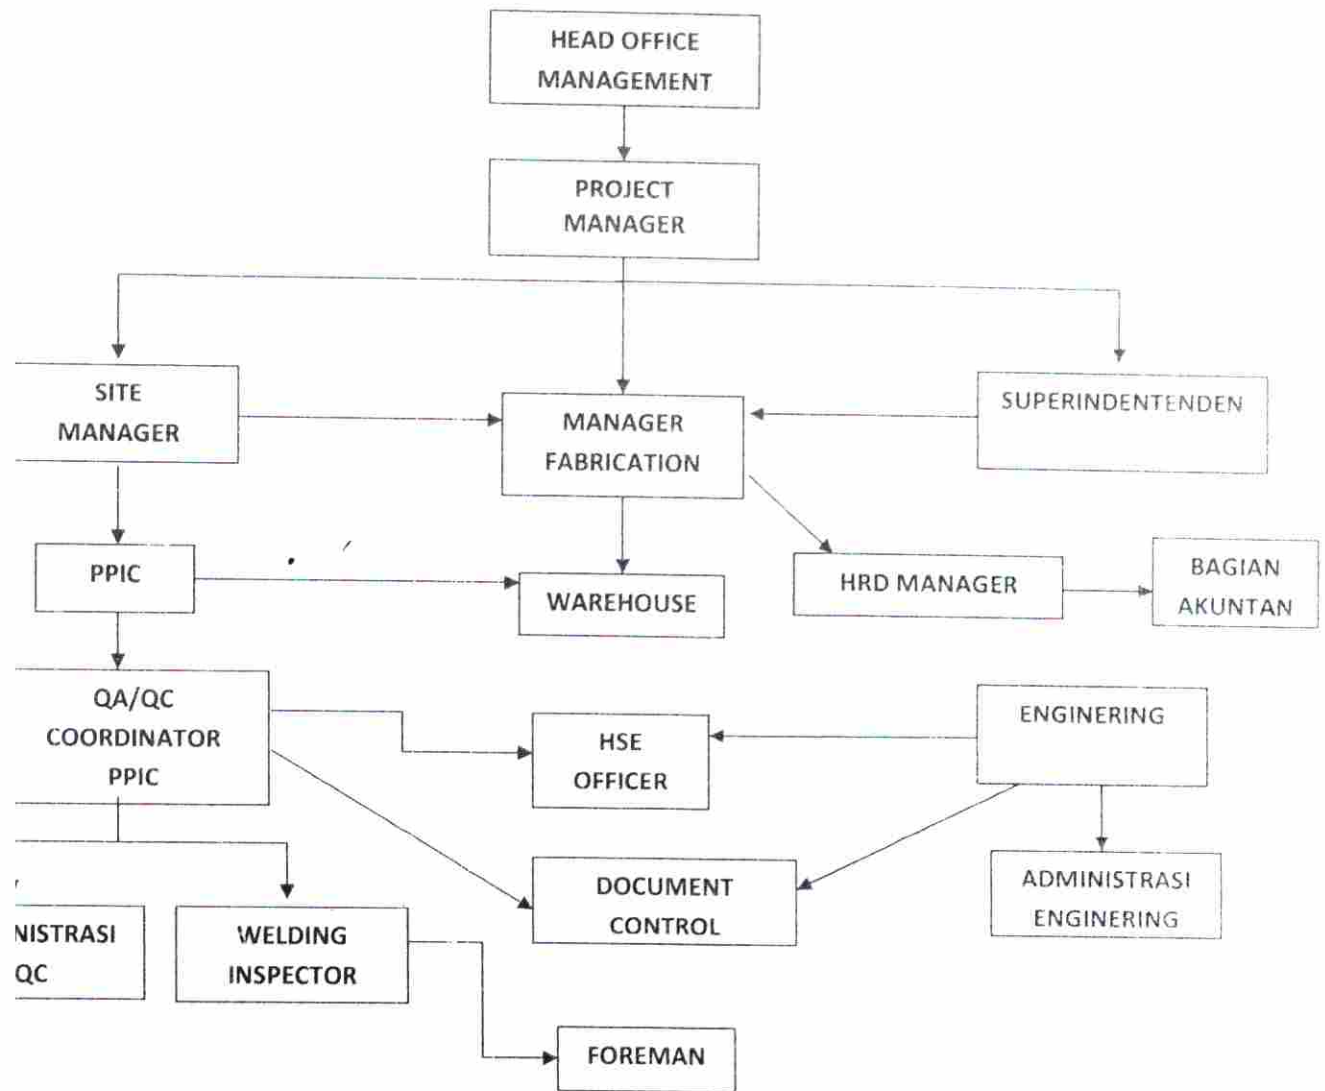 HEAD OFFICE
MANAGEMENT
PROJECT
MANAGER
SITE
MANAGER
MANAGER
FABRICATION
SUPERINDENTENDEN
PPIC
WAREHOUSE
HRD MANAGER
BAGIAN
AKUNTAN
QA/QC
COORDINATOR
PPIC
HSE
OFFICER
ENGINERING
DOCUMENT
CONTROL
ADMINISTRASI
ENGINERING
NISTRASI
QC
WELDING
INSPECTOR
FOREMAN